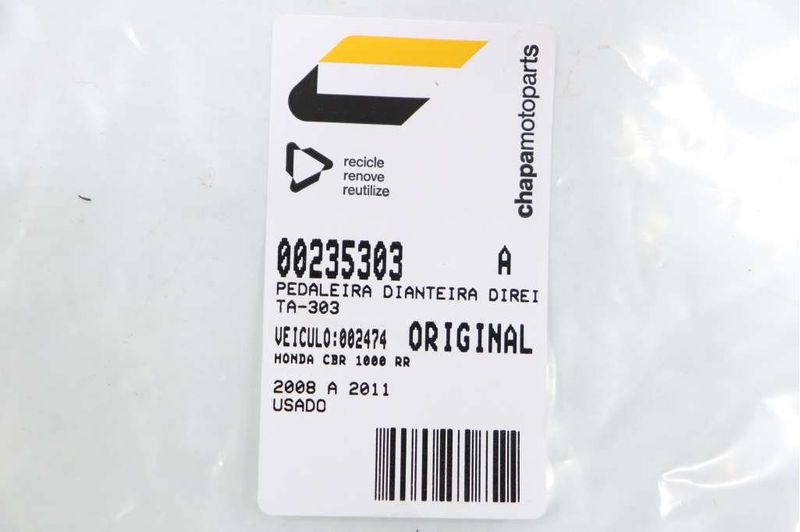 chapamotoparts
recicle
renove
reutilize
00235303 A
PEDALEIRA DIANTEIRA DIREI
TA-303
VEICULO:002474 ORIGINAL
HONDA CBR 1000 RR
2008 A 2011
USADO